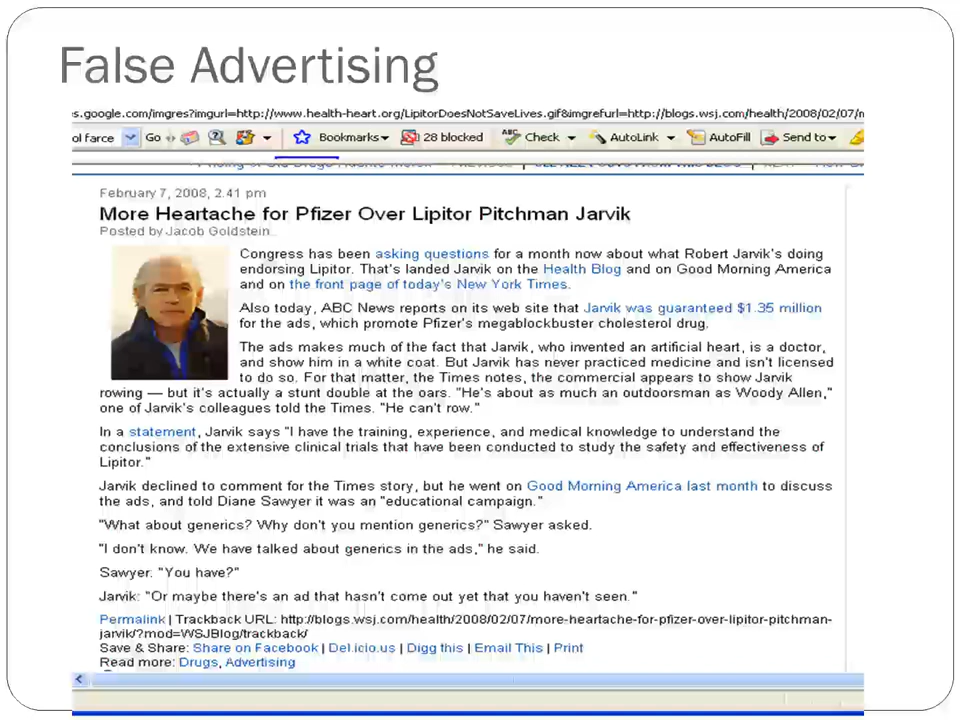 False Advertising
es.google.com/imgres?imgurl=http://www.health-heart.org/LipitorDoesNotSaveLives.gif&imgrefurl=http://blogs.wsj.com/health/2008/02/07/
ol farce Go Bookmarks 28 blocked Check AutoLink AutoFill Send to
February 7, 2008, 2:41 pm
More Heartache for Pfizer Over Lipitor Pitchman Jarvik
Posted by Jacob Goldstein
Congress has been asking questions for a month now about what Robert Jarvik's doing
endorsing Lipitor. That's landed Jarvik on the Health Blog and on Good Morning America
and on the front page of today's New York Times.
Also today, ABC News reports on its web site that Jarvik was guaranteed $1.35 million
for the ads, which promote Pfizer's megablockbuster cholesterol drug.
The ads makes much of the fact that Jarvik, who invented an artificial heart, is a doctor,
and show him in a white coat. But Jarvik has never practiced medicine and isn't licensed
to do so. For that matter, the Times notes, the commercial appears to show Jarvik
rowing — but it's actually a stunt double at the oars. "He's about as much an outdoorsman as Woody Allen,"
one of Jarvik's colleagues told the Times. "He can't row."
In a statement, Jarvik says "I have the training, experience, and medical knowledge to understand the
conclusions of the extensive clinical trials that have been conducted to study the safety and effectiveness of
Lipitor."
Jarvik declined to comment for the Times story, but he went on Good Morning America last month to discuss
the ads, and told Diane Sawyer it was an "educational campaign."
"What about generics? Why don't you mention generics?" Sawyer asked.
"I don't know. We have talked about generics in the ads," he said.
Sawyer: "You have?"
Jarvik: "Or maybe there's an ad that hasn't come out yet that you haven't seen."
Permalink | Trackback URL: http://blogs.wsj.com/health/2008/02/07/more-heartache-for-pfizer-over-lipitor-pitchman-
jarvik/?mod=WSJBlog/trackback/
Save & Share: Share on Facebook | Del.icio.us | Digg this | Email This | Print
Read more: Drugs, Advertising